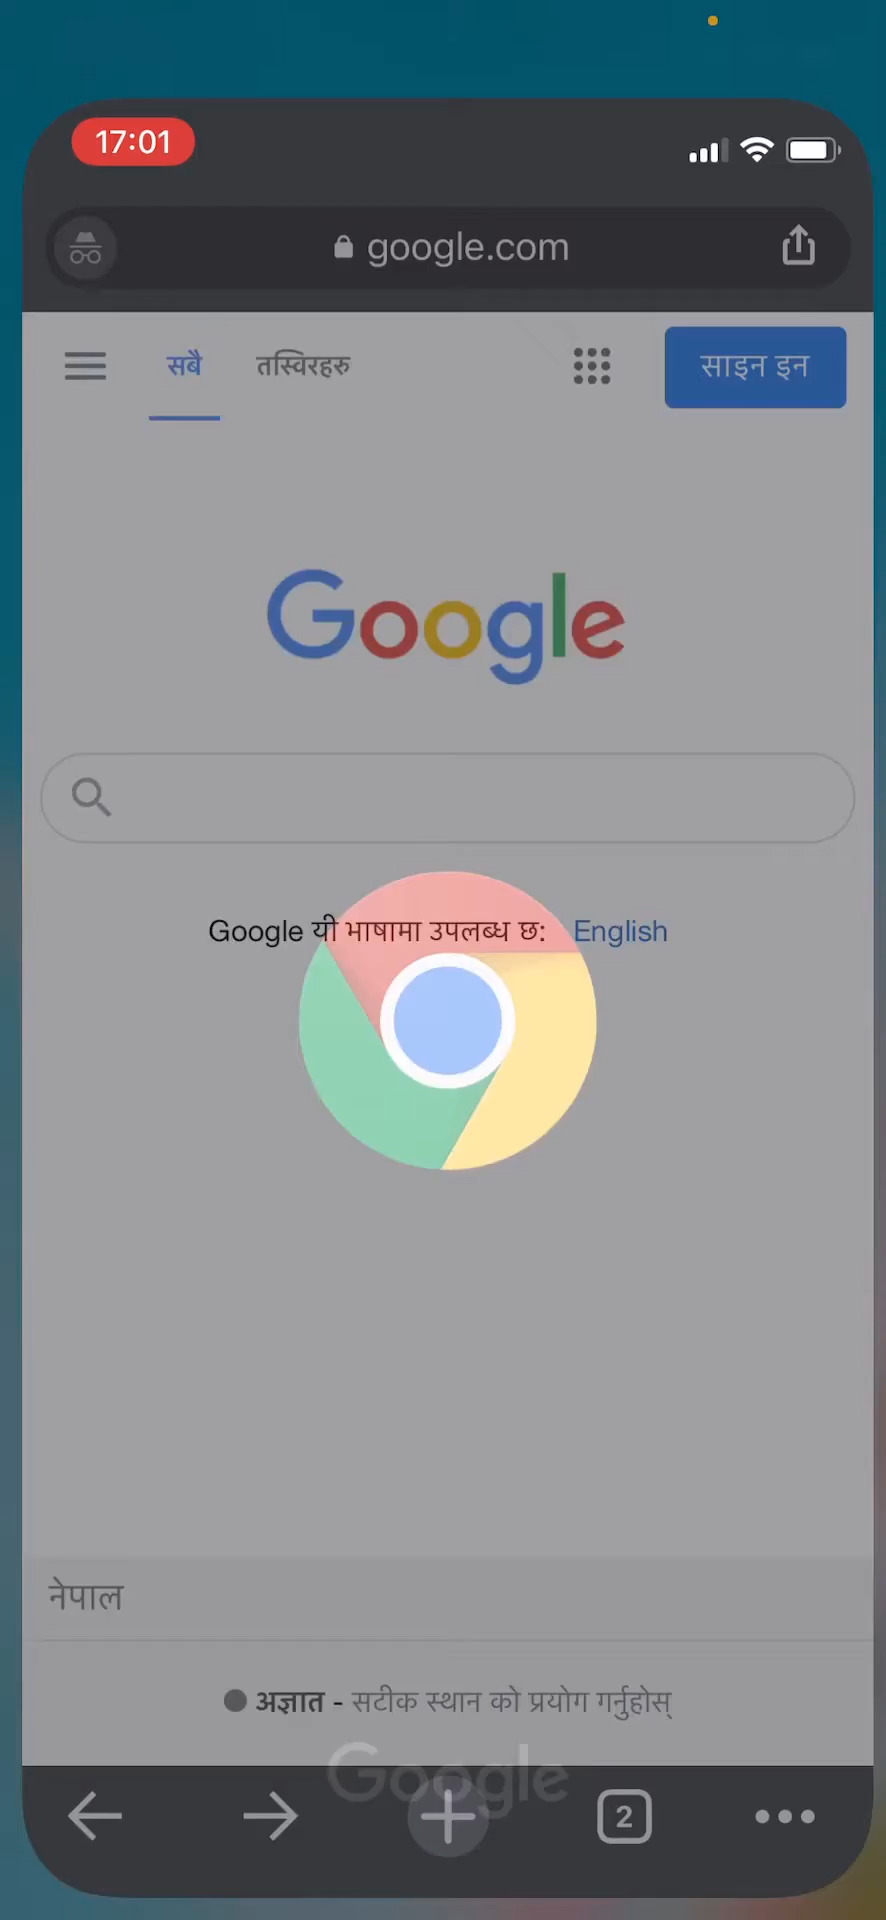 17:01
google.com
सबै तस्विरहरु साइन इन
Google
Google यी भाषामा उपलब्ध छ: English
नेपाल
अज्ञात - सटीक स्थान को प्रयोग गर्नुहोस्
Google
2